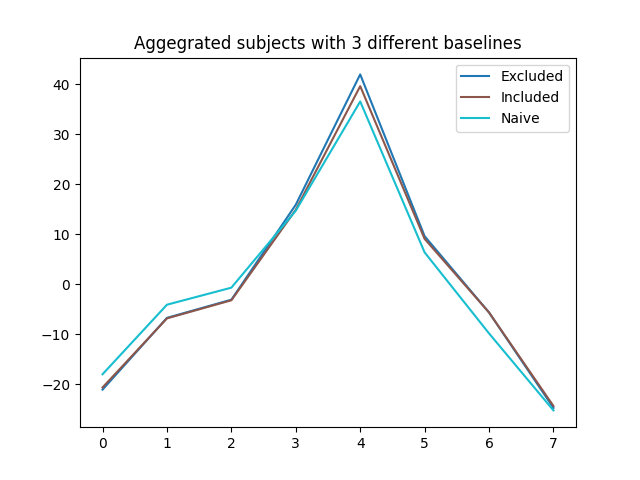 Aggegrated subjects with 3 different baselines
Excluded
Included
Naive
40
30
20
10
0
−10
−20
0 1 2 3 4 5 6 7